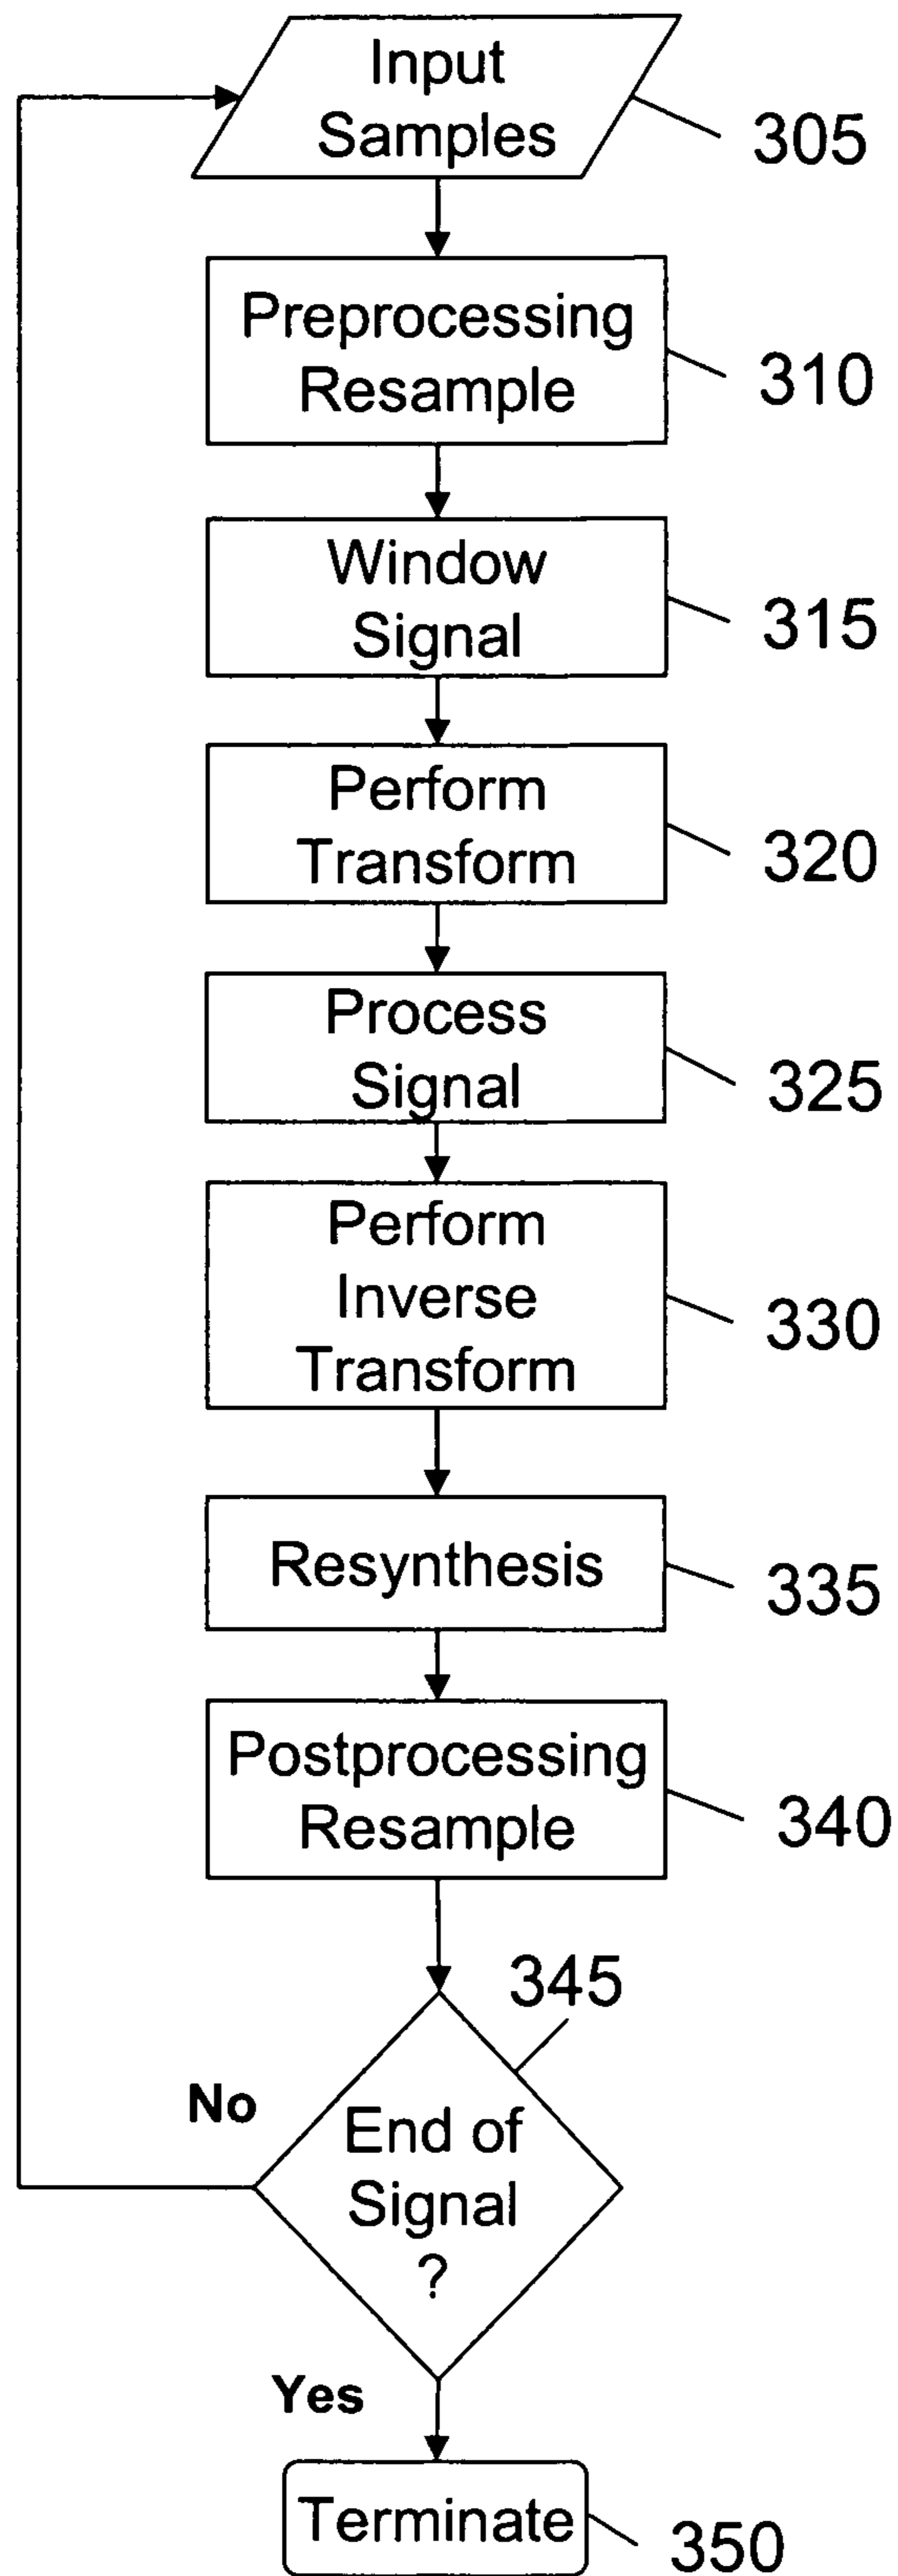 Input
Samples
305
Preprocessing
Resample
310
Window
Signal
315
Perform
Transform
320
Process
Signal
325
Perform
Inverse
Transform
330
Resynthesis
335
Postprocessing
Resample
340
345
No
End of
Signal
?
Yes
Terminate
350